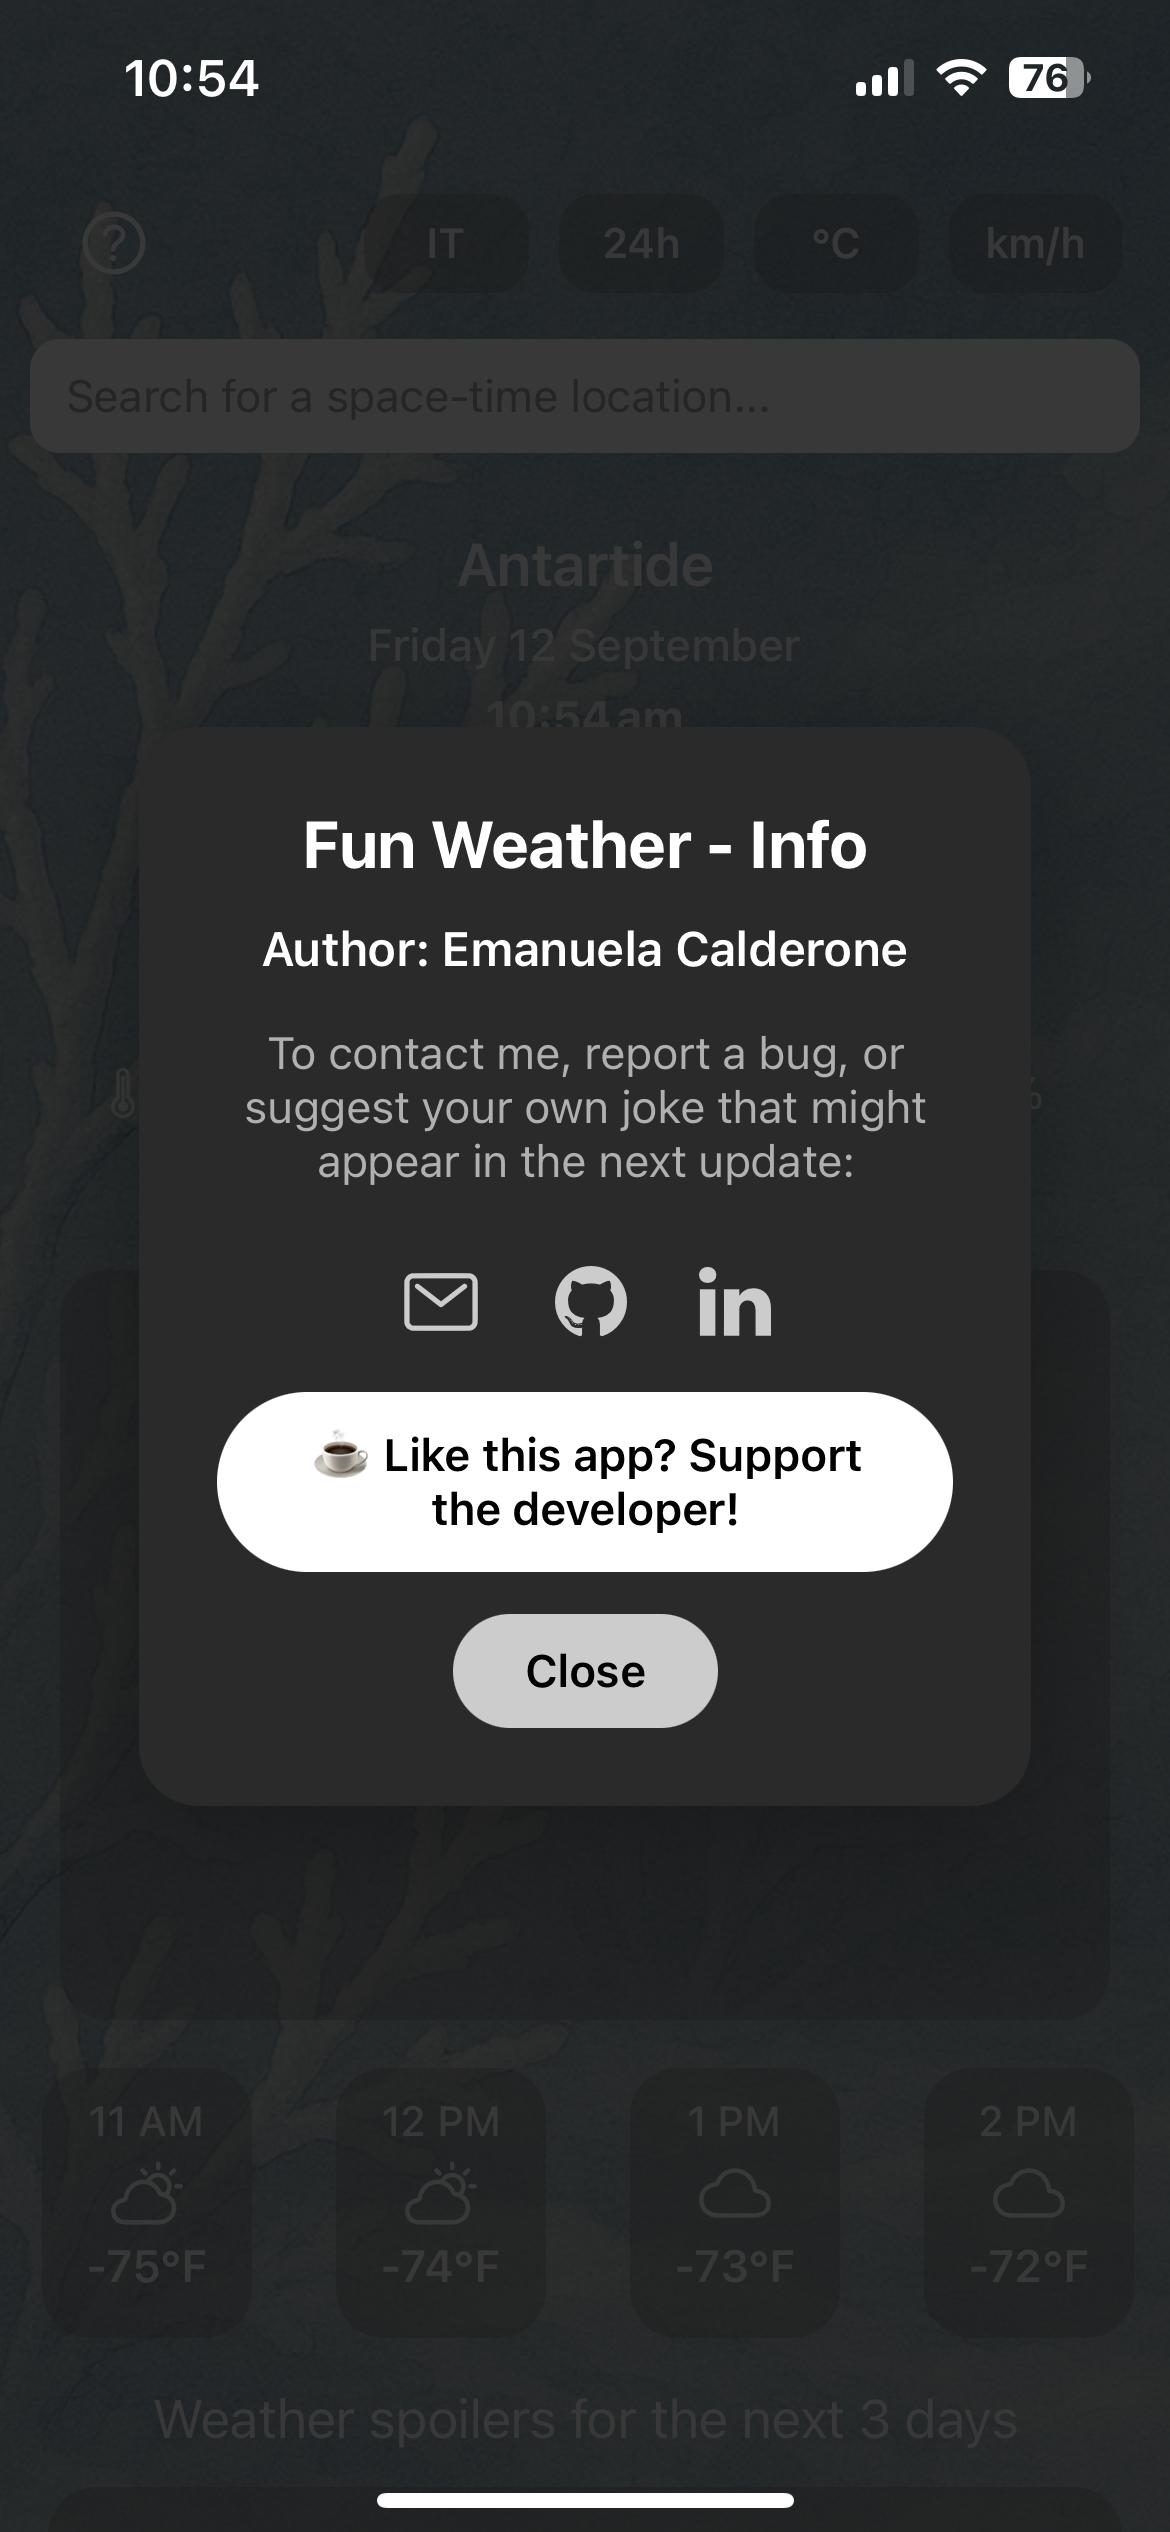 10:54
76
IT
24h
°C
km/h
Search for a space-time location...
Antartide
Friday 12 September
10:54 am
Fun Weather - Info
Author: Emanuela Calderone
To contact me, report a bug, or
suggest your own joke that might
appear in the next update:
%
in
☕ Like this app? Support
the developer!
Close
11 AM
12 PM
1 PM
2 PM
-75°F
-74°F
-73°F
-72°F
Weather spoilers for the next 3 days